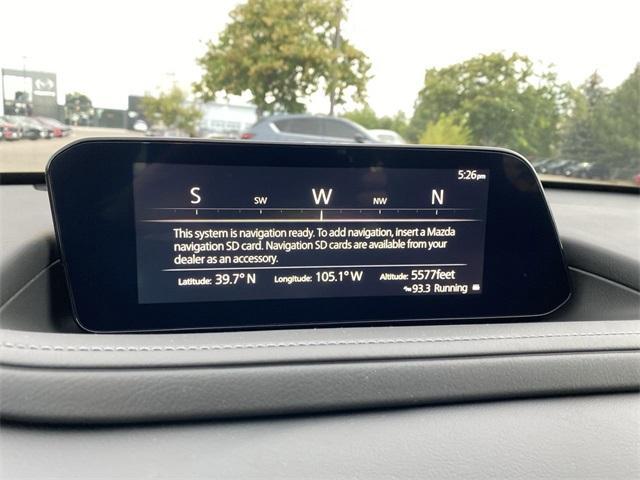 5:26pm
S SW W NW N
This system is navigation ready. To add navigation, insert a Mazda
navigation SD card. Navigation SD cards are available from your
dealer as an accessory.
Latitude: 39.7° N Longitude: 105.1° W Altitude: 5577feet
93.3 Running